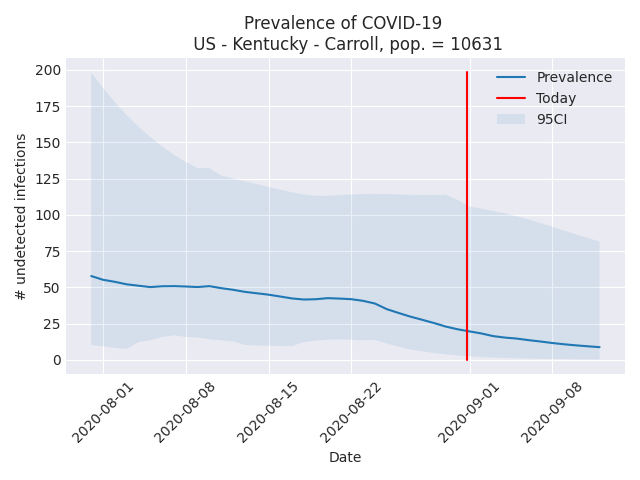 Prevalence of COVID-19
US - Kentucky - Carroll, pop. = 10631
200
175
150
125
100
75
50
25
0
# undetected infections
Prevalence
Today
95CI
2020-08-01
2020-08-08
2020-08-15
2020-08-22
2020-09-01
2020-09-08
Date